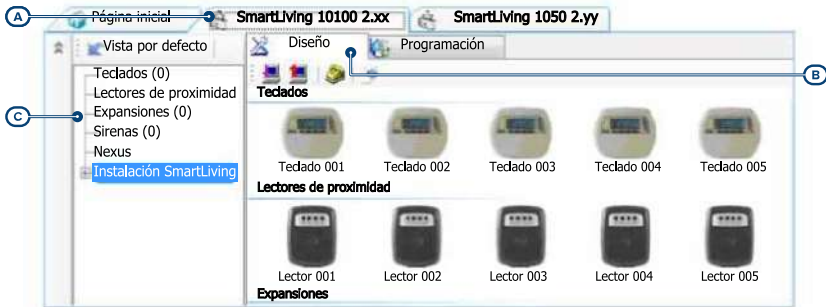 A
Página inicial
SmartLiving 10100 2.xx
SmartLiving 1050 2.yy
Vista por defecto
Diseño
Programación
B
C
Teclados (0)
Lectores de proximidad
Expansiones (0)
Sirenas (0)
Nexus
Instalación SmartLiving
Teclados
Teclado 001
Teclado 002
Teclado 003
Teclado 004
Teclado 005
Lectores de proximidad
Lector 001
Lector 002
Lector 003
Lector 004
Lector 005
Expansiones